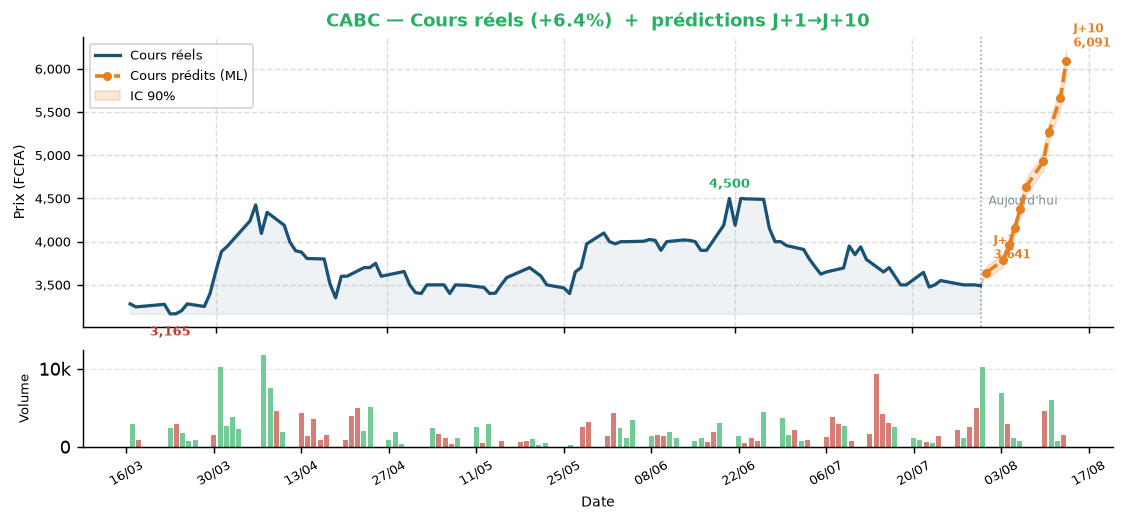 CABC — Cours réels (+6.4%)  +  prédictions J+1→J+10
J+10
6,091
Cours réels
Cours prédits (ML)
IC 90%
6,000
5,500
5,000
4,500
4,000
3,500
Prix (FCFA)
4,500
Aujourd'hui
J+1
3,641
3,165
10k
0
Volume
16/03
30/03
13/04
27/04
11/05
25/05
08/06
22/06
06/07
20/07
03/08
17/08
Date